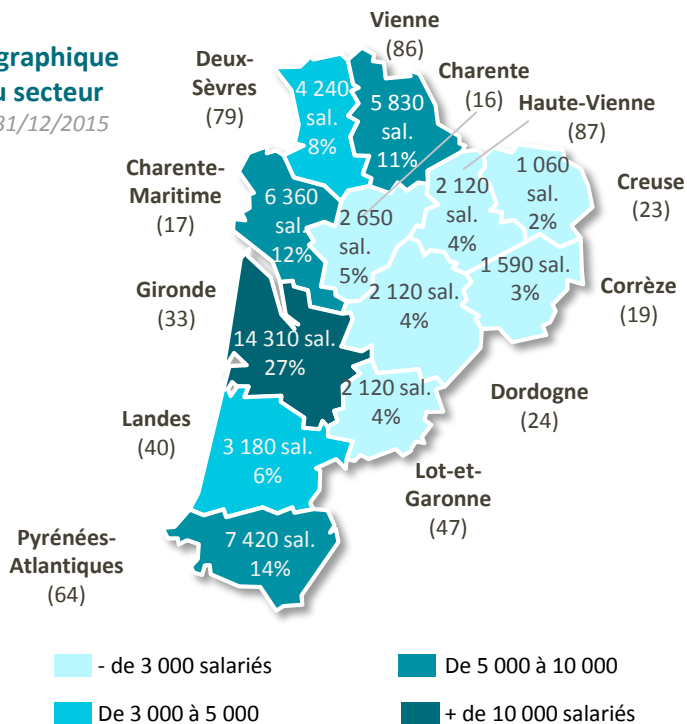 graphique
u secteur
31/12/2015
Deux-
Sèvres
(79)
Vienne
(86)
Charente
(16)
Haute-Vienne
(87)
4 240
sal.
8%
5 830
sal.
11%
Charente-
Maritime
(17)
6 360
sal.
12%
2 650
sal.
5%
2 120
sal.
4%
1 060
sal.
2%
Creuse
(23)
Gironde
(33)
2 120 sal.
4%
1 590 sal.
3%
Corrèze
(19)
14 310 sal.
27%
2 120 sal.
4%
Dordogne
(24)
Landes
(40)
3 180 sal.
6%
Lot-et-
Garonne
(47)
Pyrénées-
Atlantiques
(64)
7 420 sal.
14%
- de 3 000 salariés
De 5 000 à 10 000
De 3 000 à 5 000
+ de 10 000 salariés